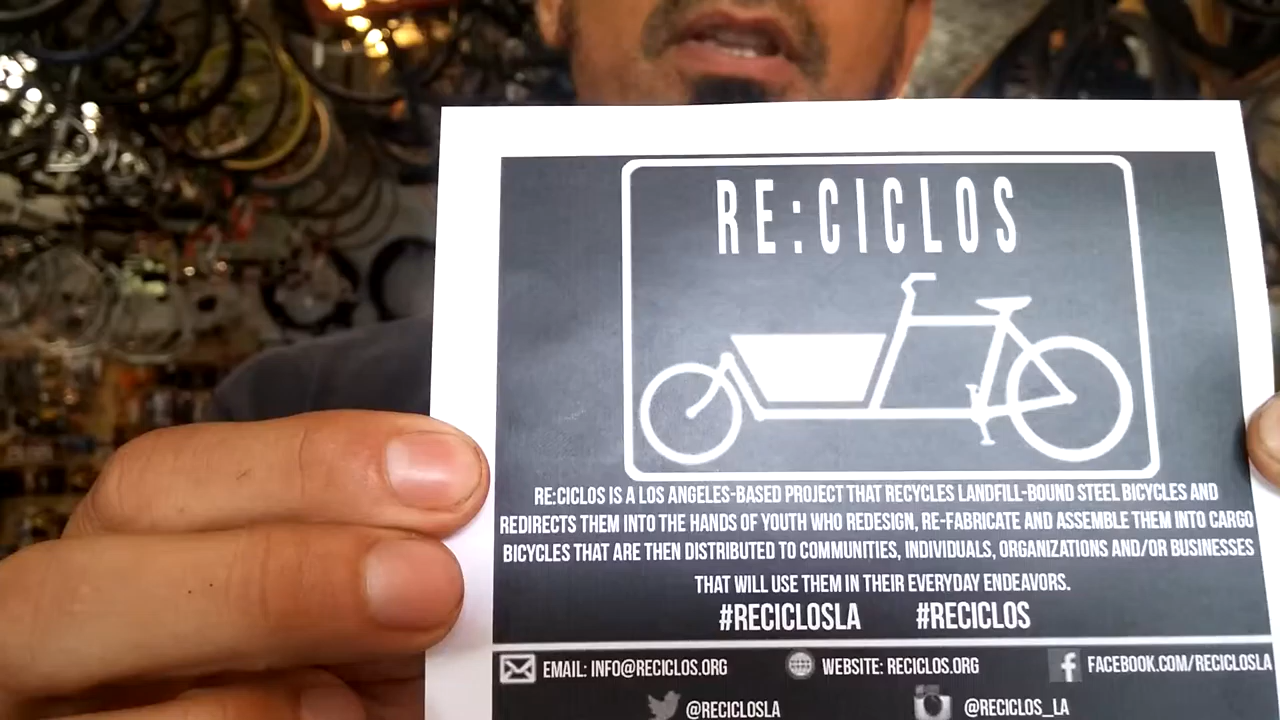 RE:CICLOS
RE:CICLOS IS A LOS ANGELES-BASED PROJECT THAT RECYCLES LANDFILL-BOUND STEEL BICYCLES AND
REDIRECTS THEM INTO THE HANDS OF YOUTH WHO REDESIGN, RE-FABRICATE AND ASSEMBLE THEM INTO CARGO
BICYCLES THAT ARE THEN DISTRIBUTED TO COMMUNITIES, INDIVIDUALS, ORGANIZATIONS AND/OR BUSINESSES
THAT WILL USE THEM IN THEIR EVERYDAY ENDEAVORS.
#RECICLOSLA #RECICLOS
EMAIL: INFO@RECICLOS.ORG WEBSITE: RECICLOS.ORG FACEBOOK.COM/RECICLOSLA
@RECICLOSLA @RECICLOS_LA